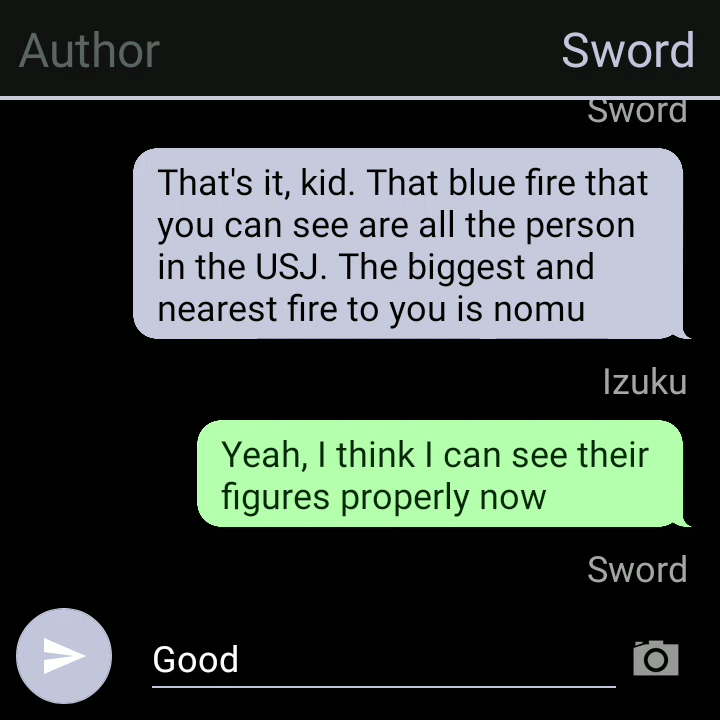 Author
Sword
Sword
That's it, kid. That blue fire that
you can see are all the person
in the USJ. The biggest and
nearest fire to you is nomu
Izuku
Yeah, I think I can see their
figures properly now
Sword
Good